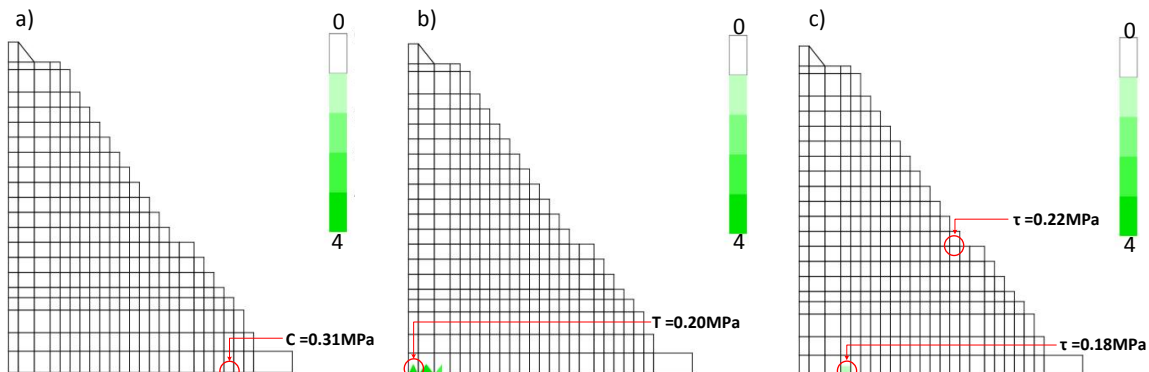 a)
0
4
C =0.31MPa
b)
0
4
T =0.20MPa
c)
0
4
τ =0.22MPa
τ =0.18MPa